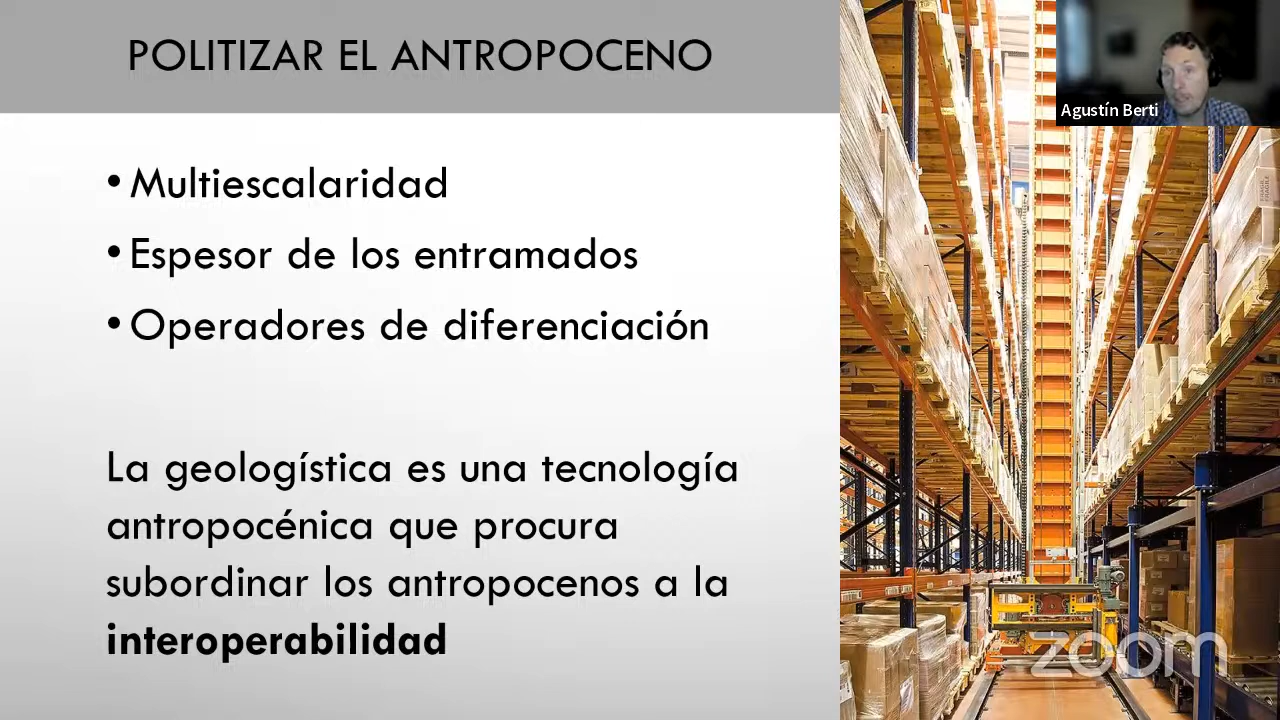 POLITIZAR EL ANTROPOCENO
Agustín Berti
• Multiescalaridad
• Espesor de los entramados
• Operadores de diferenciación
La geologística es una tecnología
antropocénica que procura
subordinar los antropocenos a la
interoperabilidad
zoom